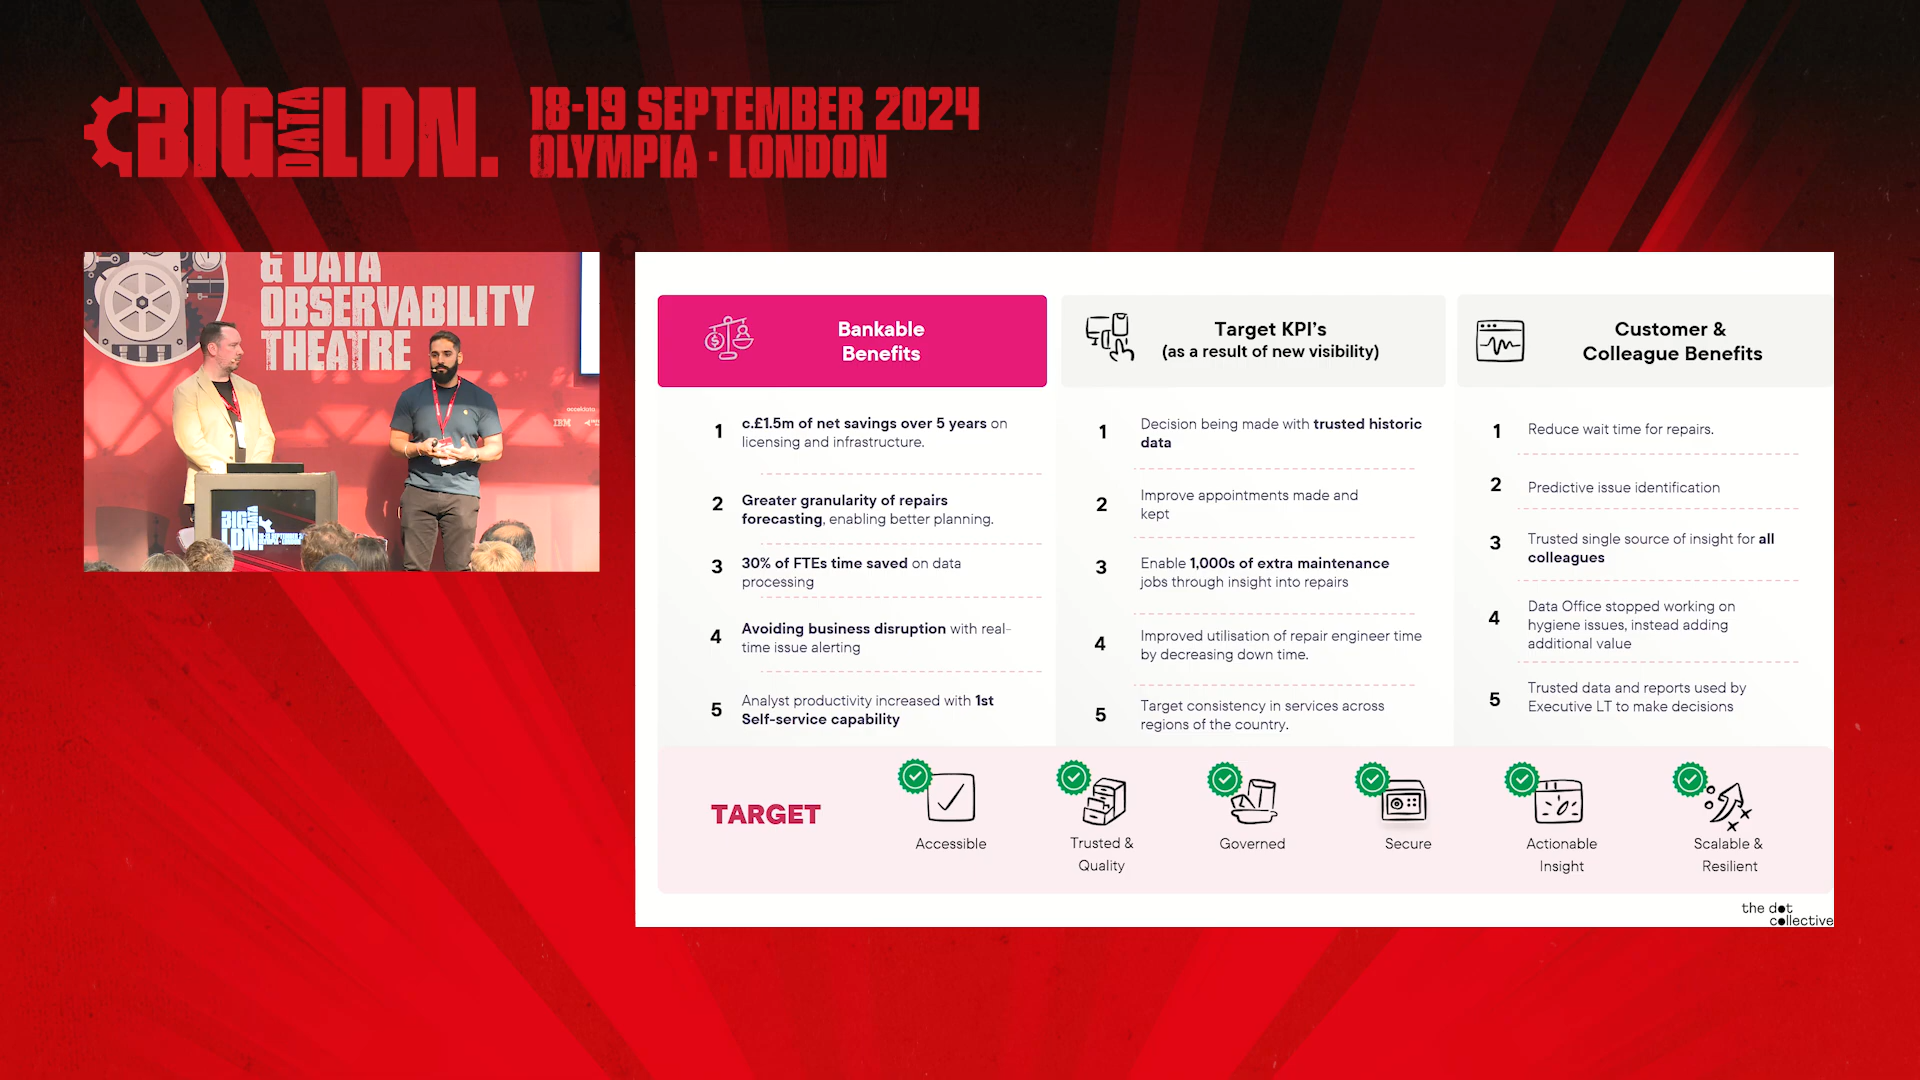 BIG DATA LDN.
18-19 SEPTEMBER 2024
OLYMPIA · LONDON
& DATA
OBSERVABILITY
THEATRE
acceldata
IBM
BIG DATA
LDN.
Bankable
Benefits
1
c.£1.5m of net savings over 5 years on
licensing and infrastructure.
2
Greater granularity of repairs
forecasting, enabling better planning.
3
30% of FTEs time saved on data
processing
4
Avoiding business disruption with real-
time issue alerting
5
Analyst productivity increased with 1st
Self-service capability
Target KPI's
(as a result of new visibility)
1
Decision being made with trusted historic
data
2
Improve appointments made and
kept
3
Enable 1,000s of extra maintenance
jobs through insight into repairs
4
Improved utilisation of repair engineer time
by decreasing down time.
5
Target consistency in services across
regions of the country.
Customer &
Colleague Benefits
1
Reduce wait time for repairs.
2
Predictive issue identification
3
Trusted single source of insight for all
colleagues
4
Data Office stopped working on
hygiene issues, instead adding
additional value
5
Trusted data and reports used by
Executive LT to make decisions
TARGET
Accessible
Trusted &
Quality
Governed
Secure
Actionable
Insight
Scalable &
Resilient
the dot
collective